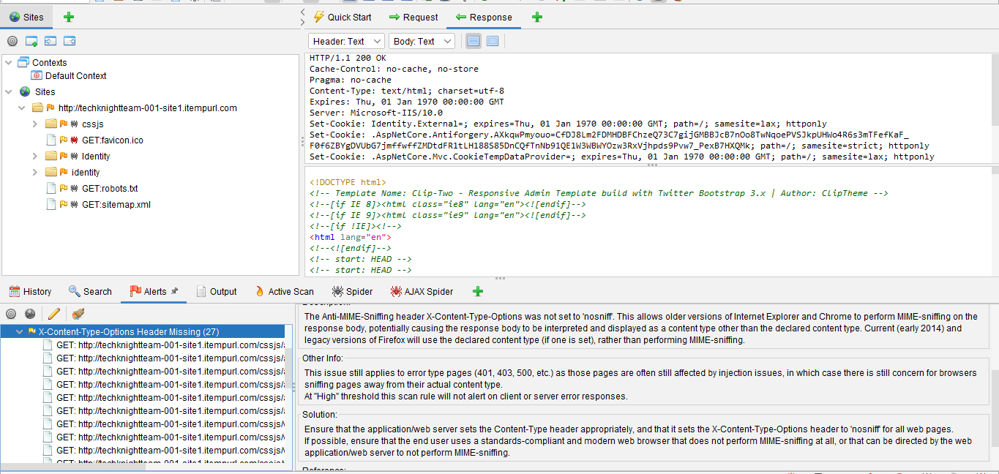 Sites
Quick Start
Request
Response
Header: Text
Body: Text
Contexts
Default Context
Sites
http://techknightteam-001-site1.itempurl.com
cssjs
GET:favicon.ico
Identity
identity
GET:robots.txt
GET:sitemap.xml
HTTP/1.1 200 OK
Cache-Control: no-cache, no-store
Pragma: no-cache
Content-Type: text/html; charset=utf-8
Expires: Thu, 01 Jan 1970 00:00:00 GMT
Server: Microsoft-IIS/10.0
Set-Cookie: Identity.External=; expires=Thu, 01 Jan 1970 00:00:00 GMT; path=/; samesite=lax; httponly
Set-Cookie: .AspNetCore.Antiforgery.AXkqwPmyouo=CfDJ8Lm2FDMHDBFChzeQ73C7gijGMBBJcB7nOo8TwNqoePVSJkpUHWo4R6s3mTFefKaF_
F0f6ZBYgDVUbG7jmffwffZMDtdFR1tLH188S85DnCQfTnNb91QE1W3WBWYOzw3RxVjhpds9Pvw7_PexB7HXQMk; path=/; samesite=strict; httponly
Set-Cookie: .AspNetCore.Mvc.CookieTempDataProvider=; expires=Thu, 01 Jan 1970 00:00:00 GMT; path=/; samesite=lax; httponly
<!DOCTYPE html>
<!-- Template Name: Clip-Two - Responsive Admin Template build with Twitter Bootstrap 3.x | Author: ClipTheme -->
<!--[if IE 8]><html class="ie8" lang="en"><![endif]-->
<!--[if IE 9]><html class="ie9" lang="en"><![endif]-->
<!--[if !IE]><!-->
<html lang="en">
<!--<![endif]-->
<!-- start: HEAD -->
<!-- start: HEAD -->
History
Search
Alerts
Output
Active Scan
Spider
AJAX Spider
X-Content-Type-Options Header Missing (27)
GET: http://techknightteam-001-site1.itempurl.com/cssjs/
GET: http://techknightteam-001-site1.itempurl.com/cssjs/
GET: http://techknightteam-001-site1.itempurl.com/cssjs/
GET: http://techknightteam-001-site1.itempurl.com/cssjs/
GET: http://techknightteam-001-site1.itempurl.com/cssjs/
GET: http://techknightteam-001-site1.itempurl.com/cssjs/
GET: http://techknightteam-001-site1.itempurl.com/cssjs/
GET: http://techknightteam-001-site1.itempurl.com/cssjs/
GET: http://techknightteam-001-site1.itempurl.com/cssjs/
GET: http://techknightteam-001-site1.itempurl.com/cssjs/
Description:
The Anti-MIME-Sniffing header X-Content-Type-Options was not set to 'nosniff'. This allows older versions of Internet Explorer and Chrome to perform MIME-sniffing on the
response body, potentially causing the response body to be interpreted and displayed as a content type other than the declared content type. Current (early 2014) and
legacy versions of Firefox will use the declared content type (if one is set), rather than performing MIME-sniffing.
Other Info:
This issue still applies to error type pages (401, 403, 500, etc.) as those pages are often still affected by injection issues, in which case there is still concern for browsers
sniffing pages away from their actual content type.
At "High" threshold this scan rule will not alert on client or server error responses.
Solution:
Ensure that the application/web server sets the Content-Type header appropriately, and that it sets the X-Content-Type-Options header to 'nosniff' for all web pages.
If possible, ensure that the end user uses a standards-compliant and modern web browser that does not perform MIME-sniffing at all, or that can be directed by the web
application/web server to not perform MIME-sniffing.
Reference: